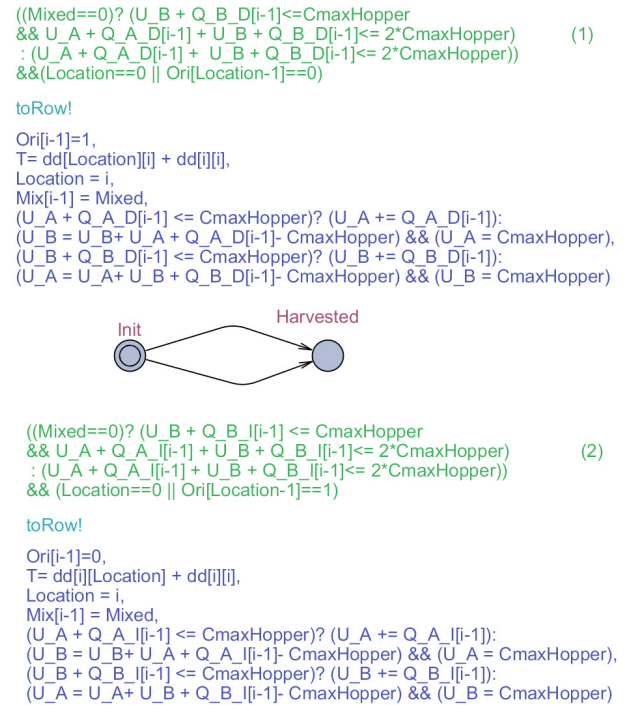 ((Mixed==0)? (U_B + Q_B_D[i-1]<=CmaxHopper
&& U_A + Q_A_D[i-1] + U_B + Q_B_D[i-1]<= 2*CmaxHopper) (1)
: (U_A + Q_A_D[i-1] + U_B + Q_B_D[i-1]<= 2*CmaxHopper))
&&(Location==0 || Ori[Location-1]==0)
toRow!
Ori[i-1]=1,
T= dd[Location][i] + dd[i][i],
Location = i,
Mix[i-1] = Mixed,
(U_A + Q_A_D[i-1] <= CmaxHopper)? (U_A += Q_A_D[i-1]):
(U_B = U_B+ U_A + Q_A_D[i-1]- CmaxHopper) && (U_A = CmaxHopper),
(U_B + Q_B_D[i-1] <= CmaxHopper)? (U_B += Q_B_D[i-1]):
(U_A = U_A+ U_B + Q_B_D[i-1]- CmaxHopper) && (U_B = CmaxHopper)
Harvested
Init
((Mixed==0)? (U_B + Q_B_I[i-1] <= CmaxHopper
&& U_A + Q_A_I[i-1] + U_B + Q_B_I[i-1]<= 2*CmaxHopper) (2)
: (U_A + Q_A_I[i-1] + U_B + Q_B_I[i-1]<= 2*CmaxHopper))
&& (Location==0 || Ori[Location-1]==1)
toRow!
Ori[i-1]=0,
T= dd[i][Location] + dd[i][i],
Location = i,
Mix[i-1] = Mixed,
(U_A + Q_A_I[i-1] <= CmaxHopper)? (U_A += Q_A_I[i-1]):
(U_B = U_B+ U_A + Q_A_I[i-1]- CmaxHopper) && (U_A = CmaxHopper),
(U_B + Q_B_I[i-1] <= CmaxHopper)? (U_B += Q_B_I[i-1]):
(U_A = U_A+ U_B + Q_B_I[i-1]- CmaxHopper) && (U_B = CmaxHopper)